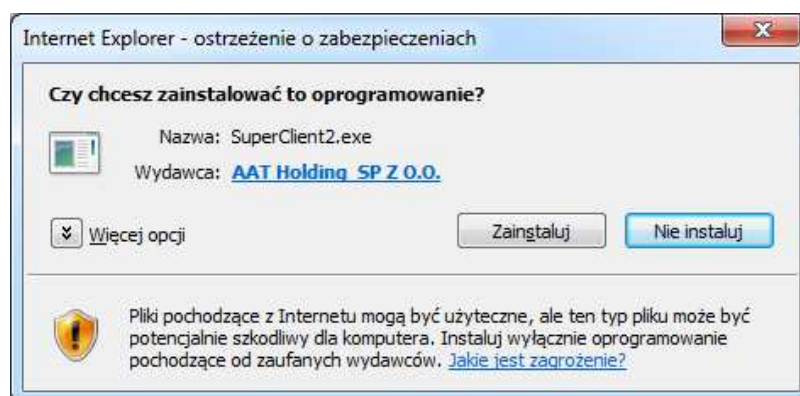 Internet Explorer - ostrzeżenie o zabezpieczeniach
Czy chcesz zainstalować to oprogramowanie?
Nazwa: SuperClient2.exe
Wydawca: AAT Holding SP Z O.O.
Więcej opcji
Zainstaluj
Nie instaluj
Pliki pochodzące z Internetu mogą być użyteczne, ale ten typ pliku może być
potencjalnie szkodliwy dla komputera. Instaluj wyłącznie oprogramowanie
pochodzące od zaufanych wydawców. Jakie jest zagrożenie?